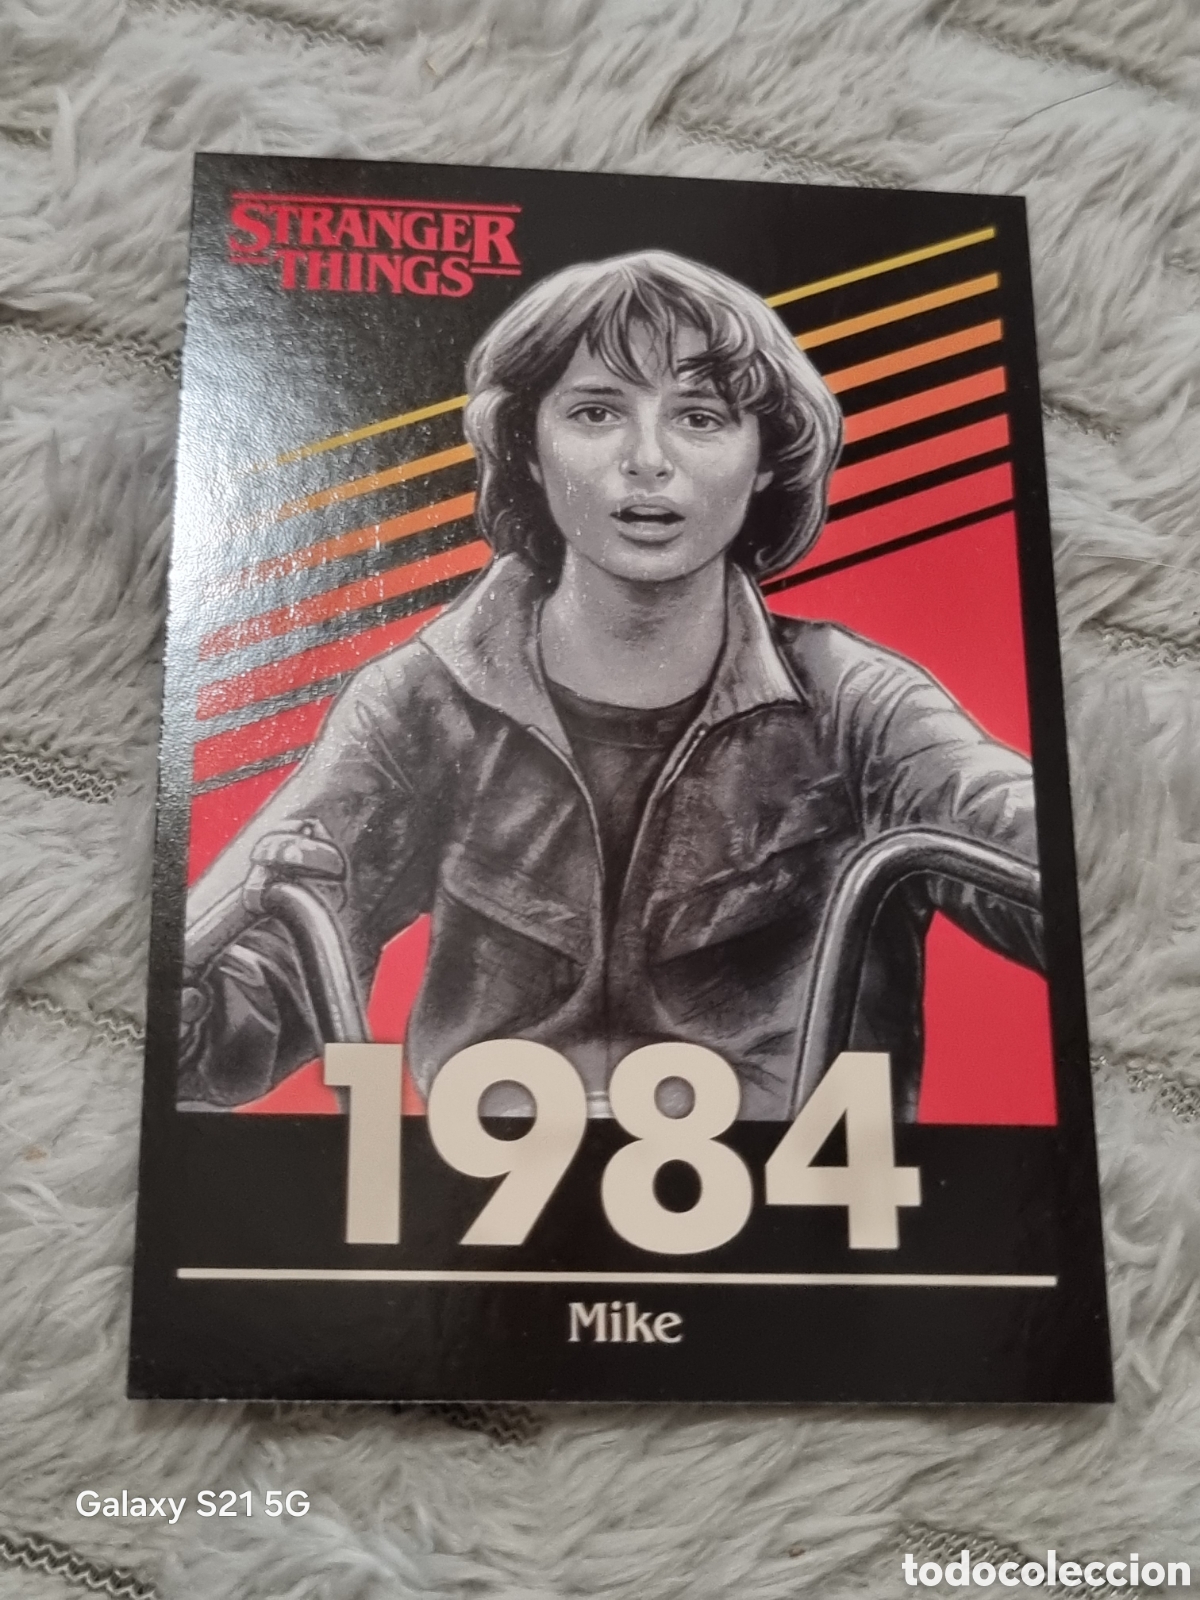 STRANGER
THINGS
1984
Mike
Galaxy S21 5G
todocoleccion